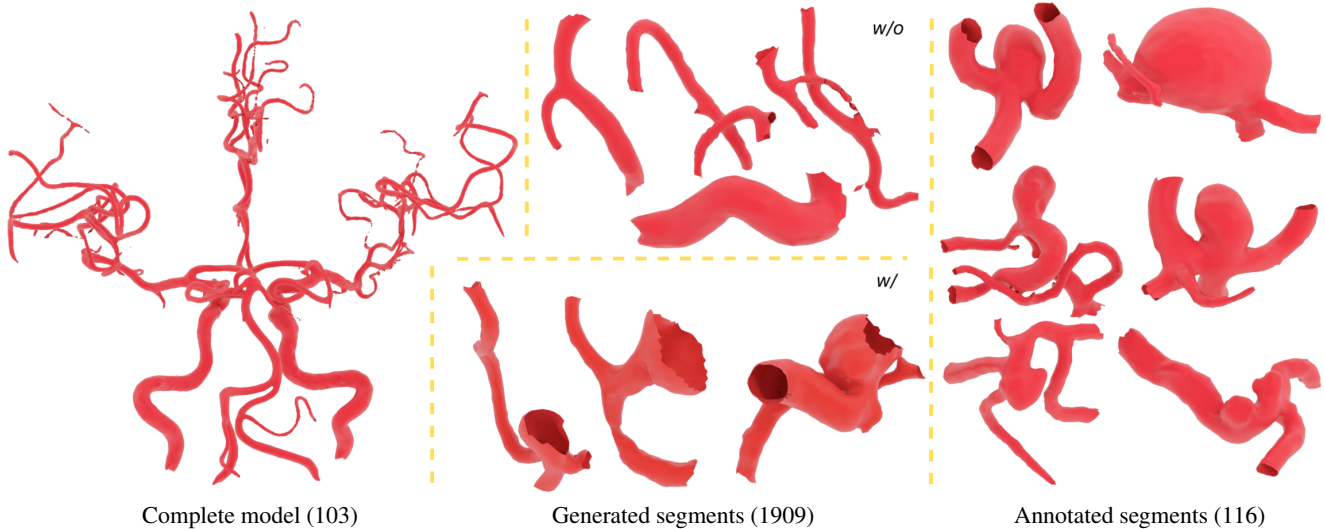 w/o
w/
Complete model (103)
Generated segments (1909)
Annotated segments (116)